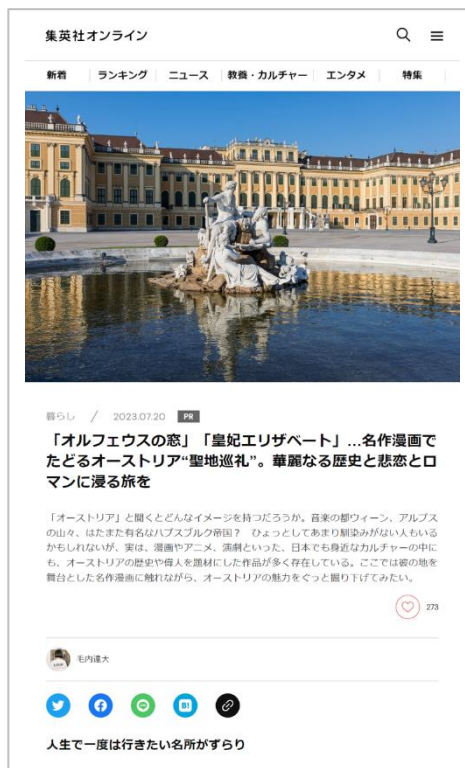 集英社オンライン
新着 ランキング ニュース 教養・カルチャー エンタメ 特集
暮らし / 2023.07.20 PR
「オルフェウスの窓」「皇妃エリザベート」…名作漫画で
たどるオーストリア“聖地巡礼”。華麗なる歴史と悲恋とロ
マンに浸る旅を
「オーストリア」と聞くとどんなイメージを持つだろうか。音楽の都ウィーン、アルプス
の山々、はたまた有名なハプスブルク帝国？ ひょっとしてあまり馴染みがない人もいる
かもしれないが、実は、漫画やアニメ、演劇といった、日本でも身近なカルチャーの中に
も、オーストリアの歴史や偉人を題材にした作品が多く存在している。ここでは彼の地を
舞台とした名作漫画に触れながら、オーストリアの魅力をぐっと掘り下げてみたい。
273
毛内達大
B!
人生で一度は行きたい名所がずらり